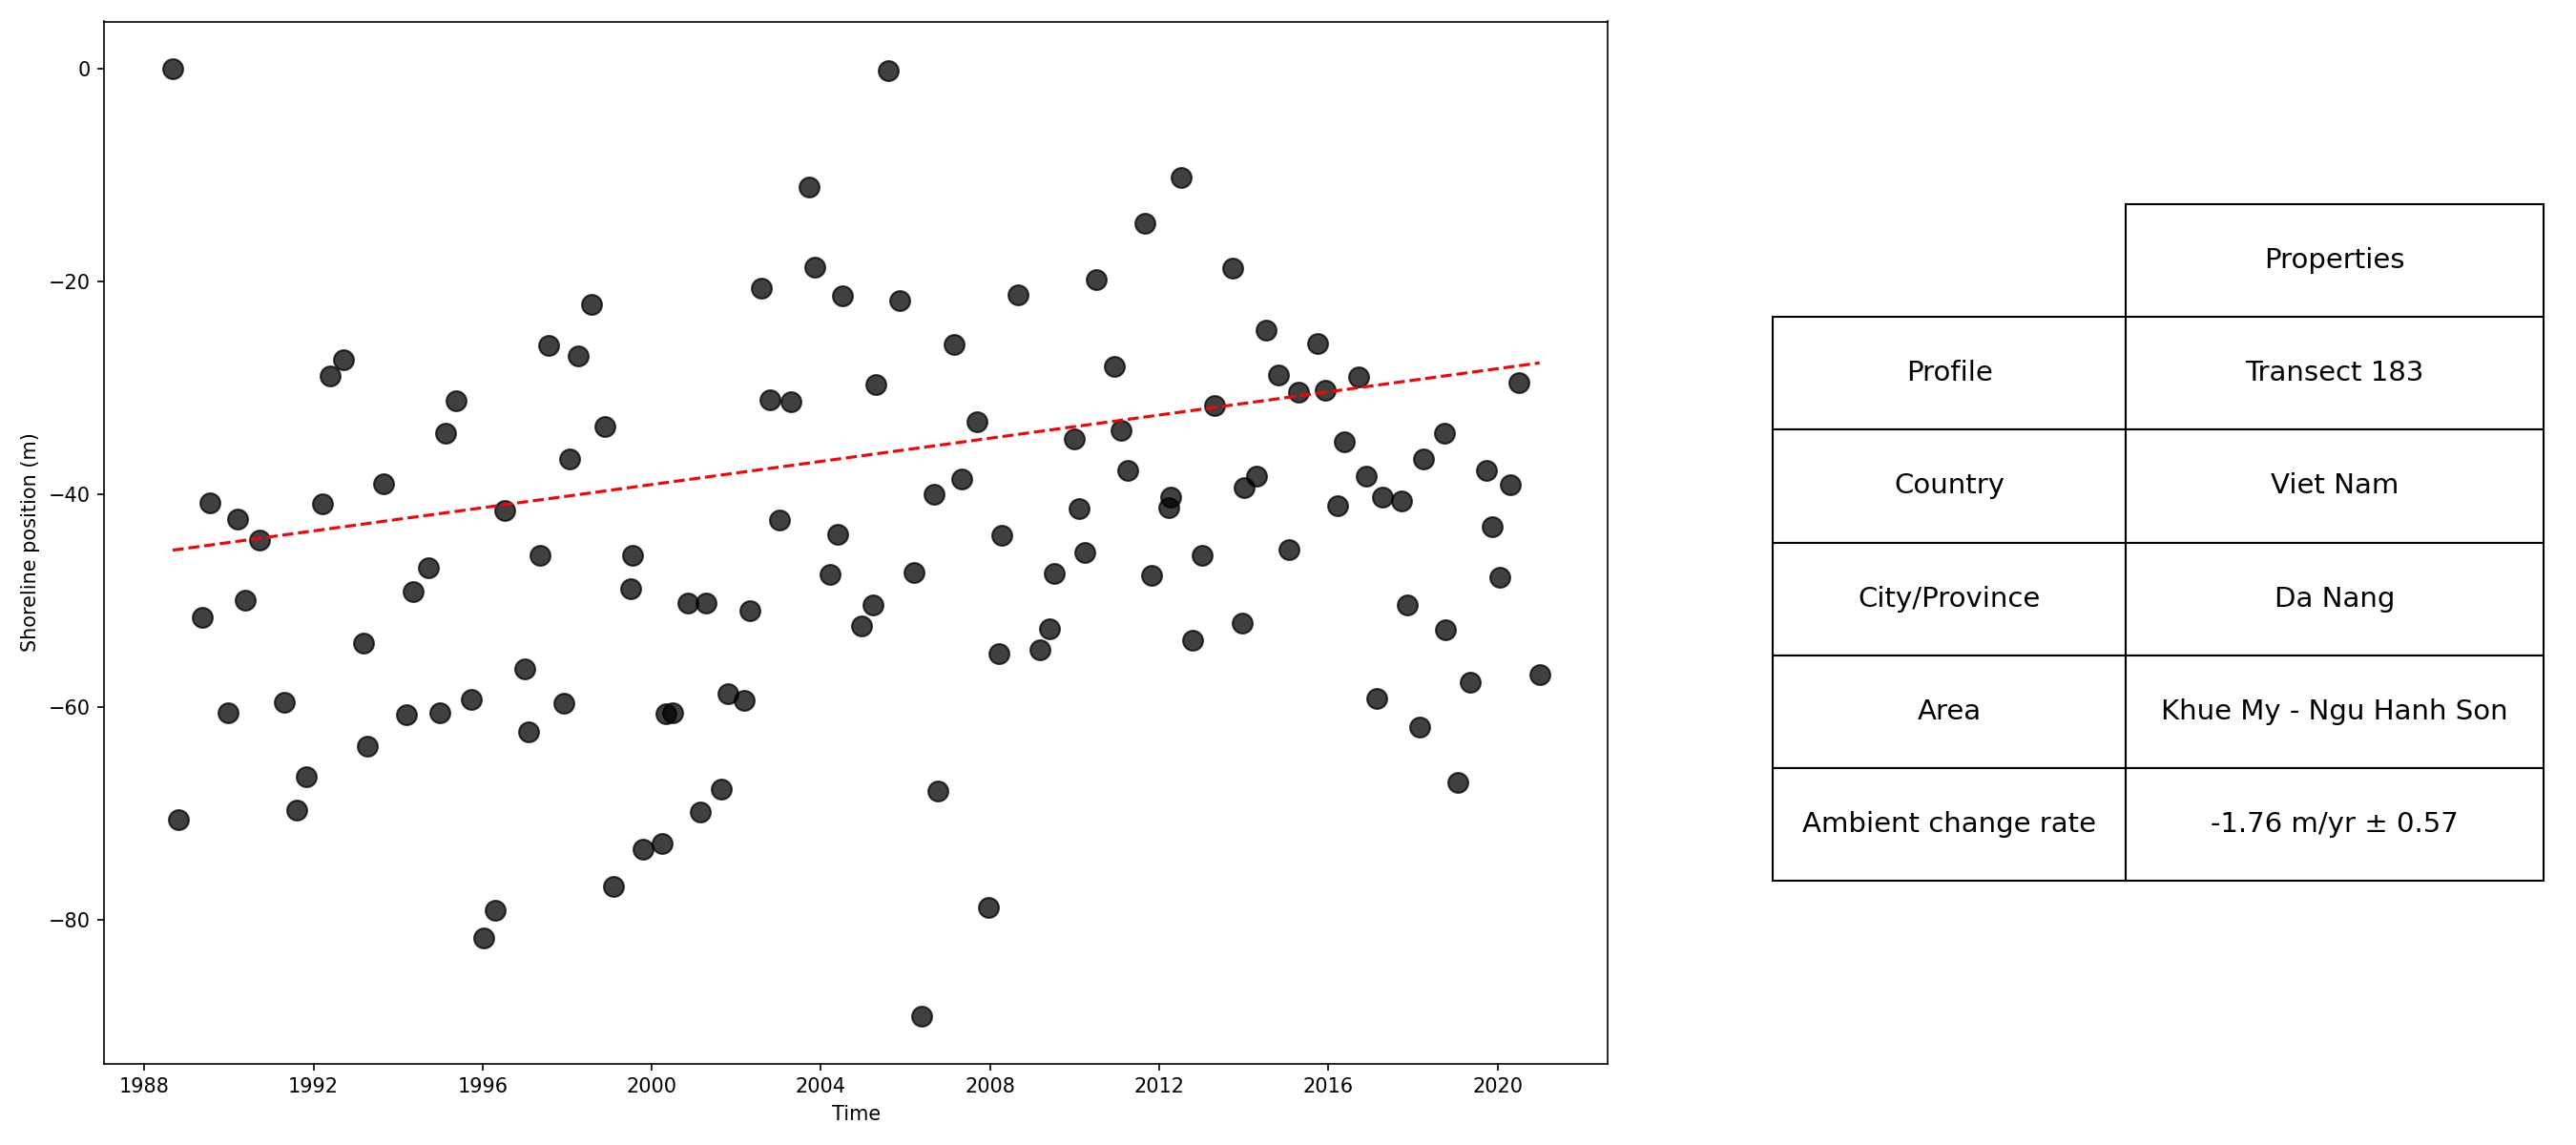 0
−20
−40
−60
−80
Shoreline position (m)
1988 1992 1996 2000 2004 2008 2012 2016 2020
Time
Properties
Profile Transect 183
Country Viet Nam
City/Province Da Nang
Area Khue My - Ngu Hanh Son
Ambient change rate -1.76 m/yr ± 0.57